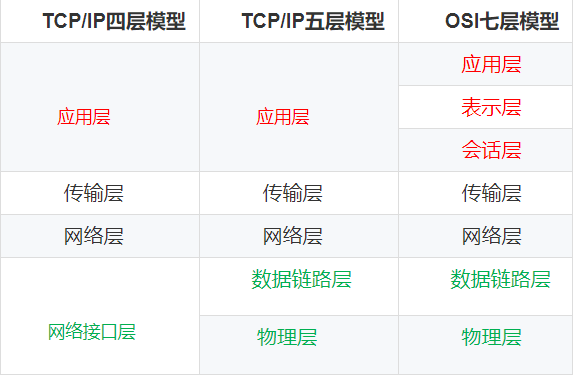 TCP/IP四层模型 TCP/IP五层模型 OSI七层模型
应用层 应用层 应用层
表示层
会话层
传输层 传输层 传输层
网络层 网络层 网络层
网络接口层 数据链路层 数据链路层
物理层 物理层